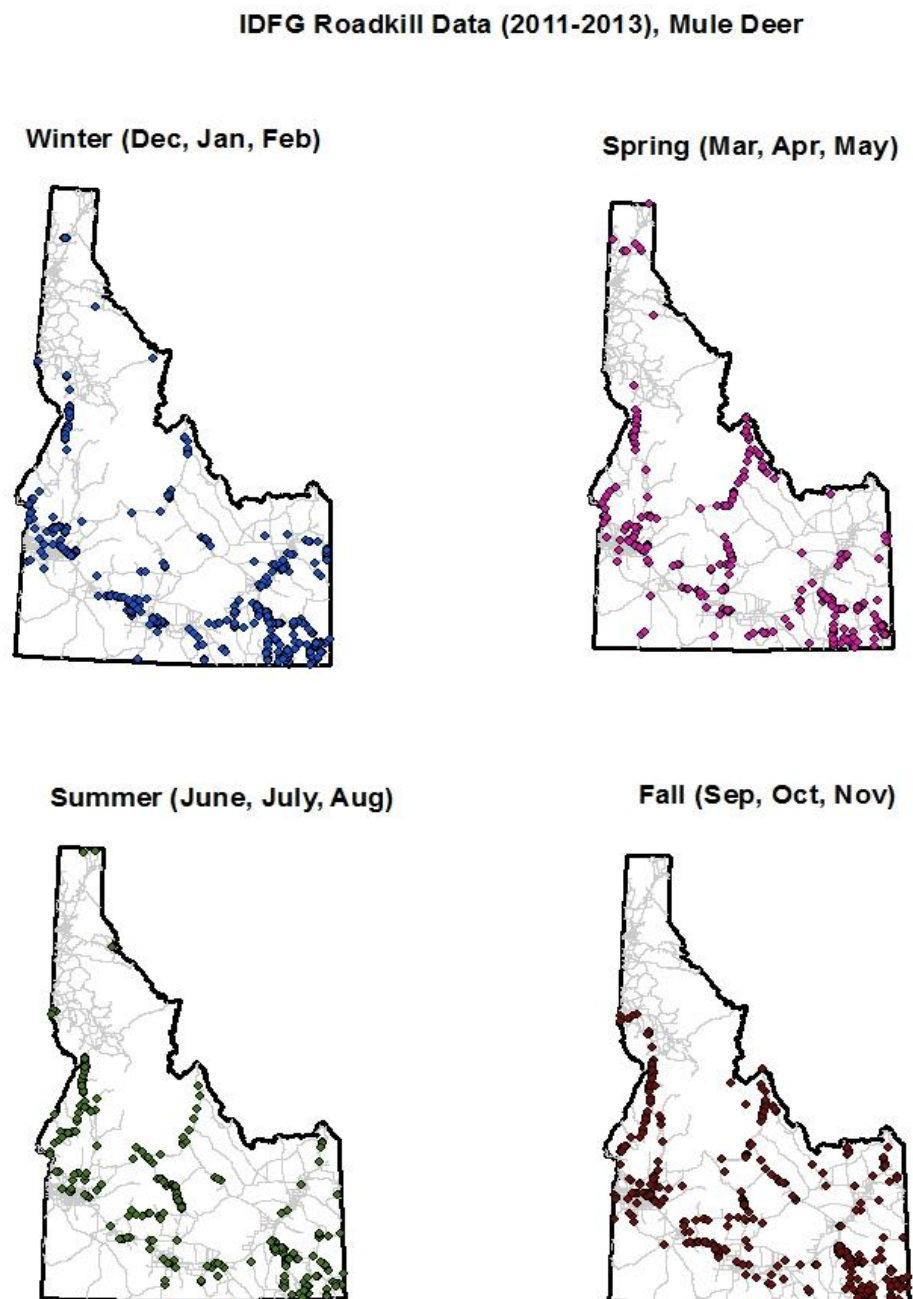 IDFG Roadkill Data (2011-2013), Mule Deer
Winter (Dec, Jan, Feb)
Spring (Mar, Apr, May)
Summer (June, July, Aug)
Fall (Sep, Oct, Nov)